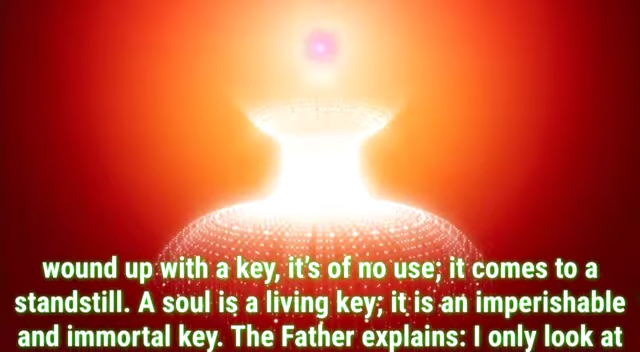 wound up with a key, it's of no use; it comes to a
standstill. A soul is a living key; it is an imperishable
and immortal key. The Father explains: I only look at